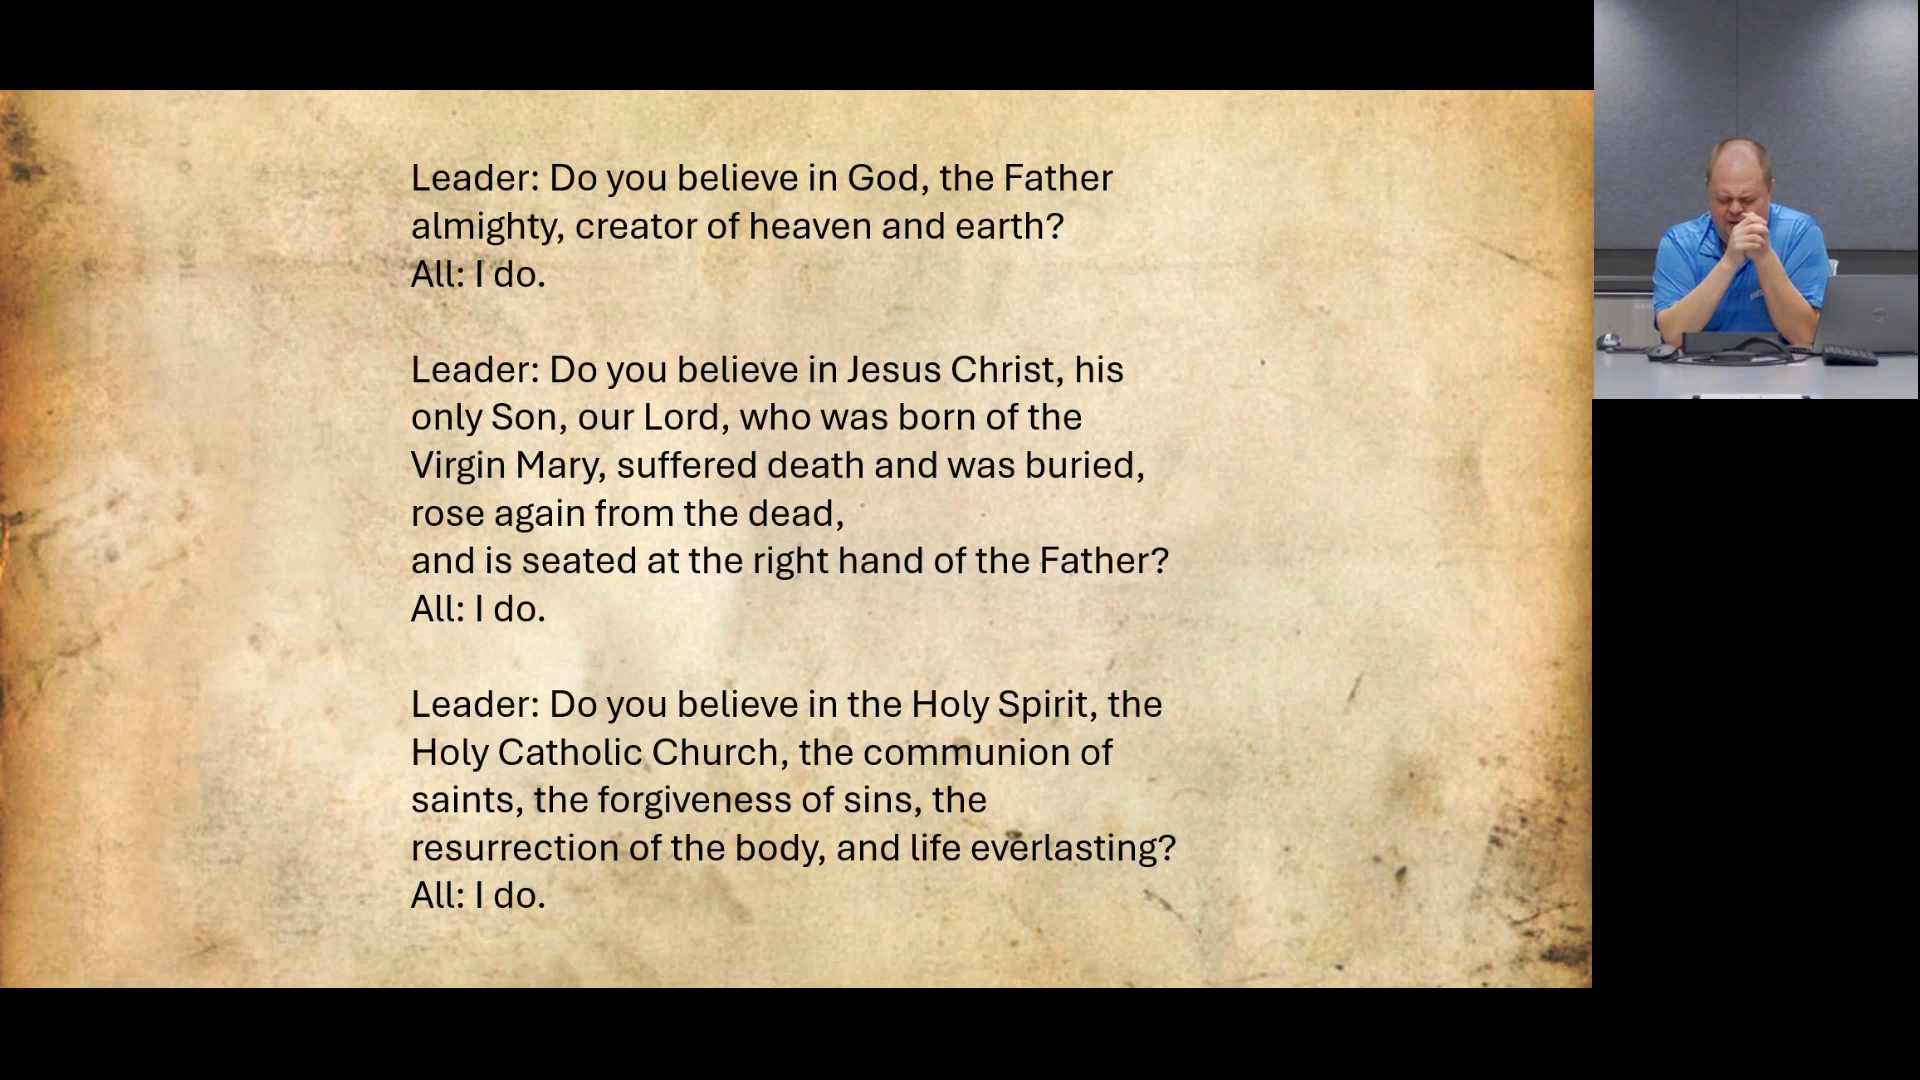 Leader: Do you believe in God, the Father
almighty, creator of heaven and earth?
All: I do.
Leader: Do you believe in Jesus Christ, his
only Son, our Lord, who was born of the
Virgin Mary, suffered death and was buried,
rose again from the dead,
and is seated at the right hand of the Father?
All: I do.
Leader: Do you believe in the Holy Spirit, the
Holy Catholic Church, the communion of
saints, the forgiveness of sins, the
resurrection of the body, and life everlasting?
All: I do.